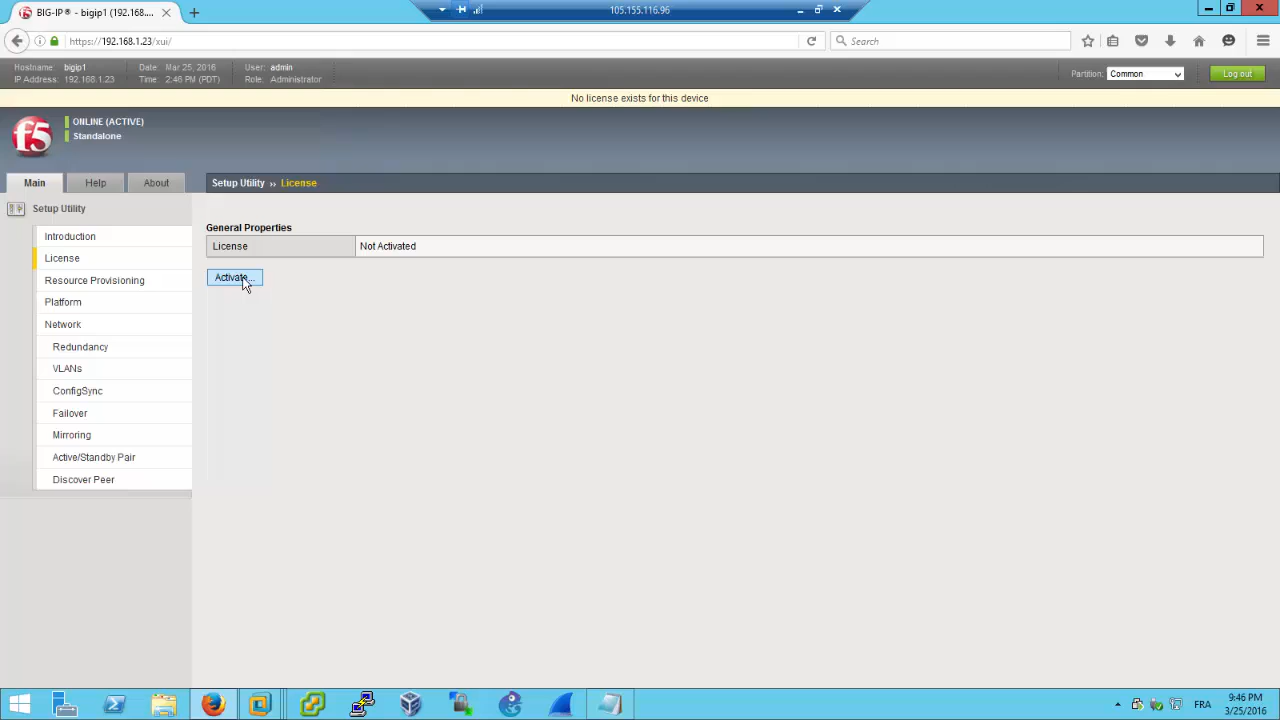 BIG-IP® - bigip1 (192.168....
105.155.116.96
https://192.168.1.23/xui/
Search
Hostname: bigip1
Date: Mar 25, 2016
User: admin
IP Address: 192.168.1.23
Time: 2:46 PM (PDT)
Role: Administrator
Partition: Common
Log out
No license exists for this device
f5
ONLINE (ACTIVE)
Standalone
Main
Help
About
Setup Utility » License
Setup Utility
Introduction
License
Resource Provisioning
Platform
Network
Redundancy
VLANs
ConfigSync
Failover
Mirroring
Active/Standby Pair
Discover Peer
General Properties
License
Not Activated
Activate...
FRA
9:46 PM
3/25/2016